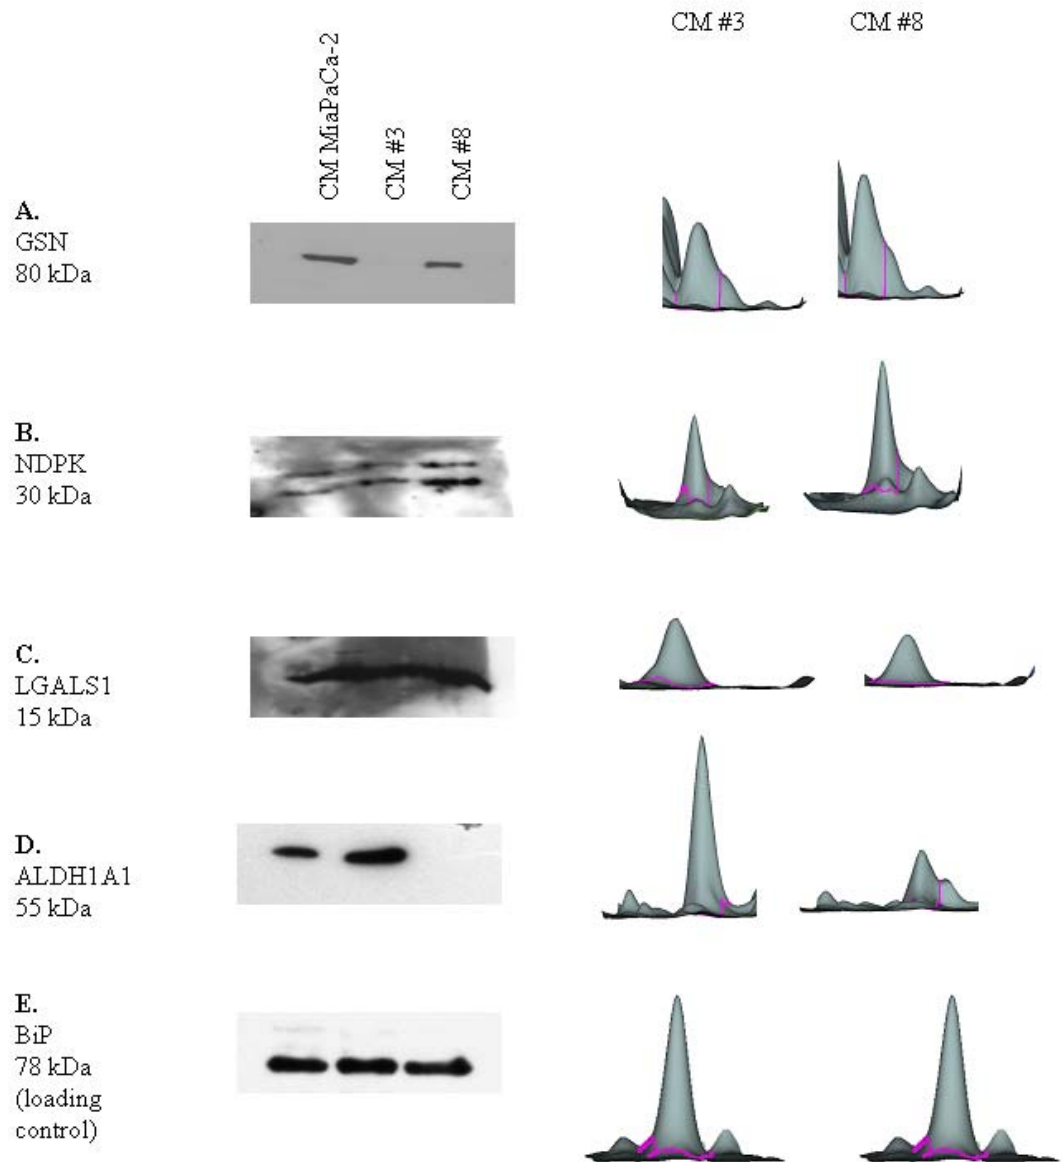 CM MiaPaCa-2
CM #3
CM #8
CM #3
CM #8
A.
GSN
80 kDa
B.
NDPK
30 kDa
C.
LGALS1
15 kDa
D.
ALDH1A1
55 kDa
E.
BiP
78 kDa
(loading
control)